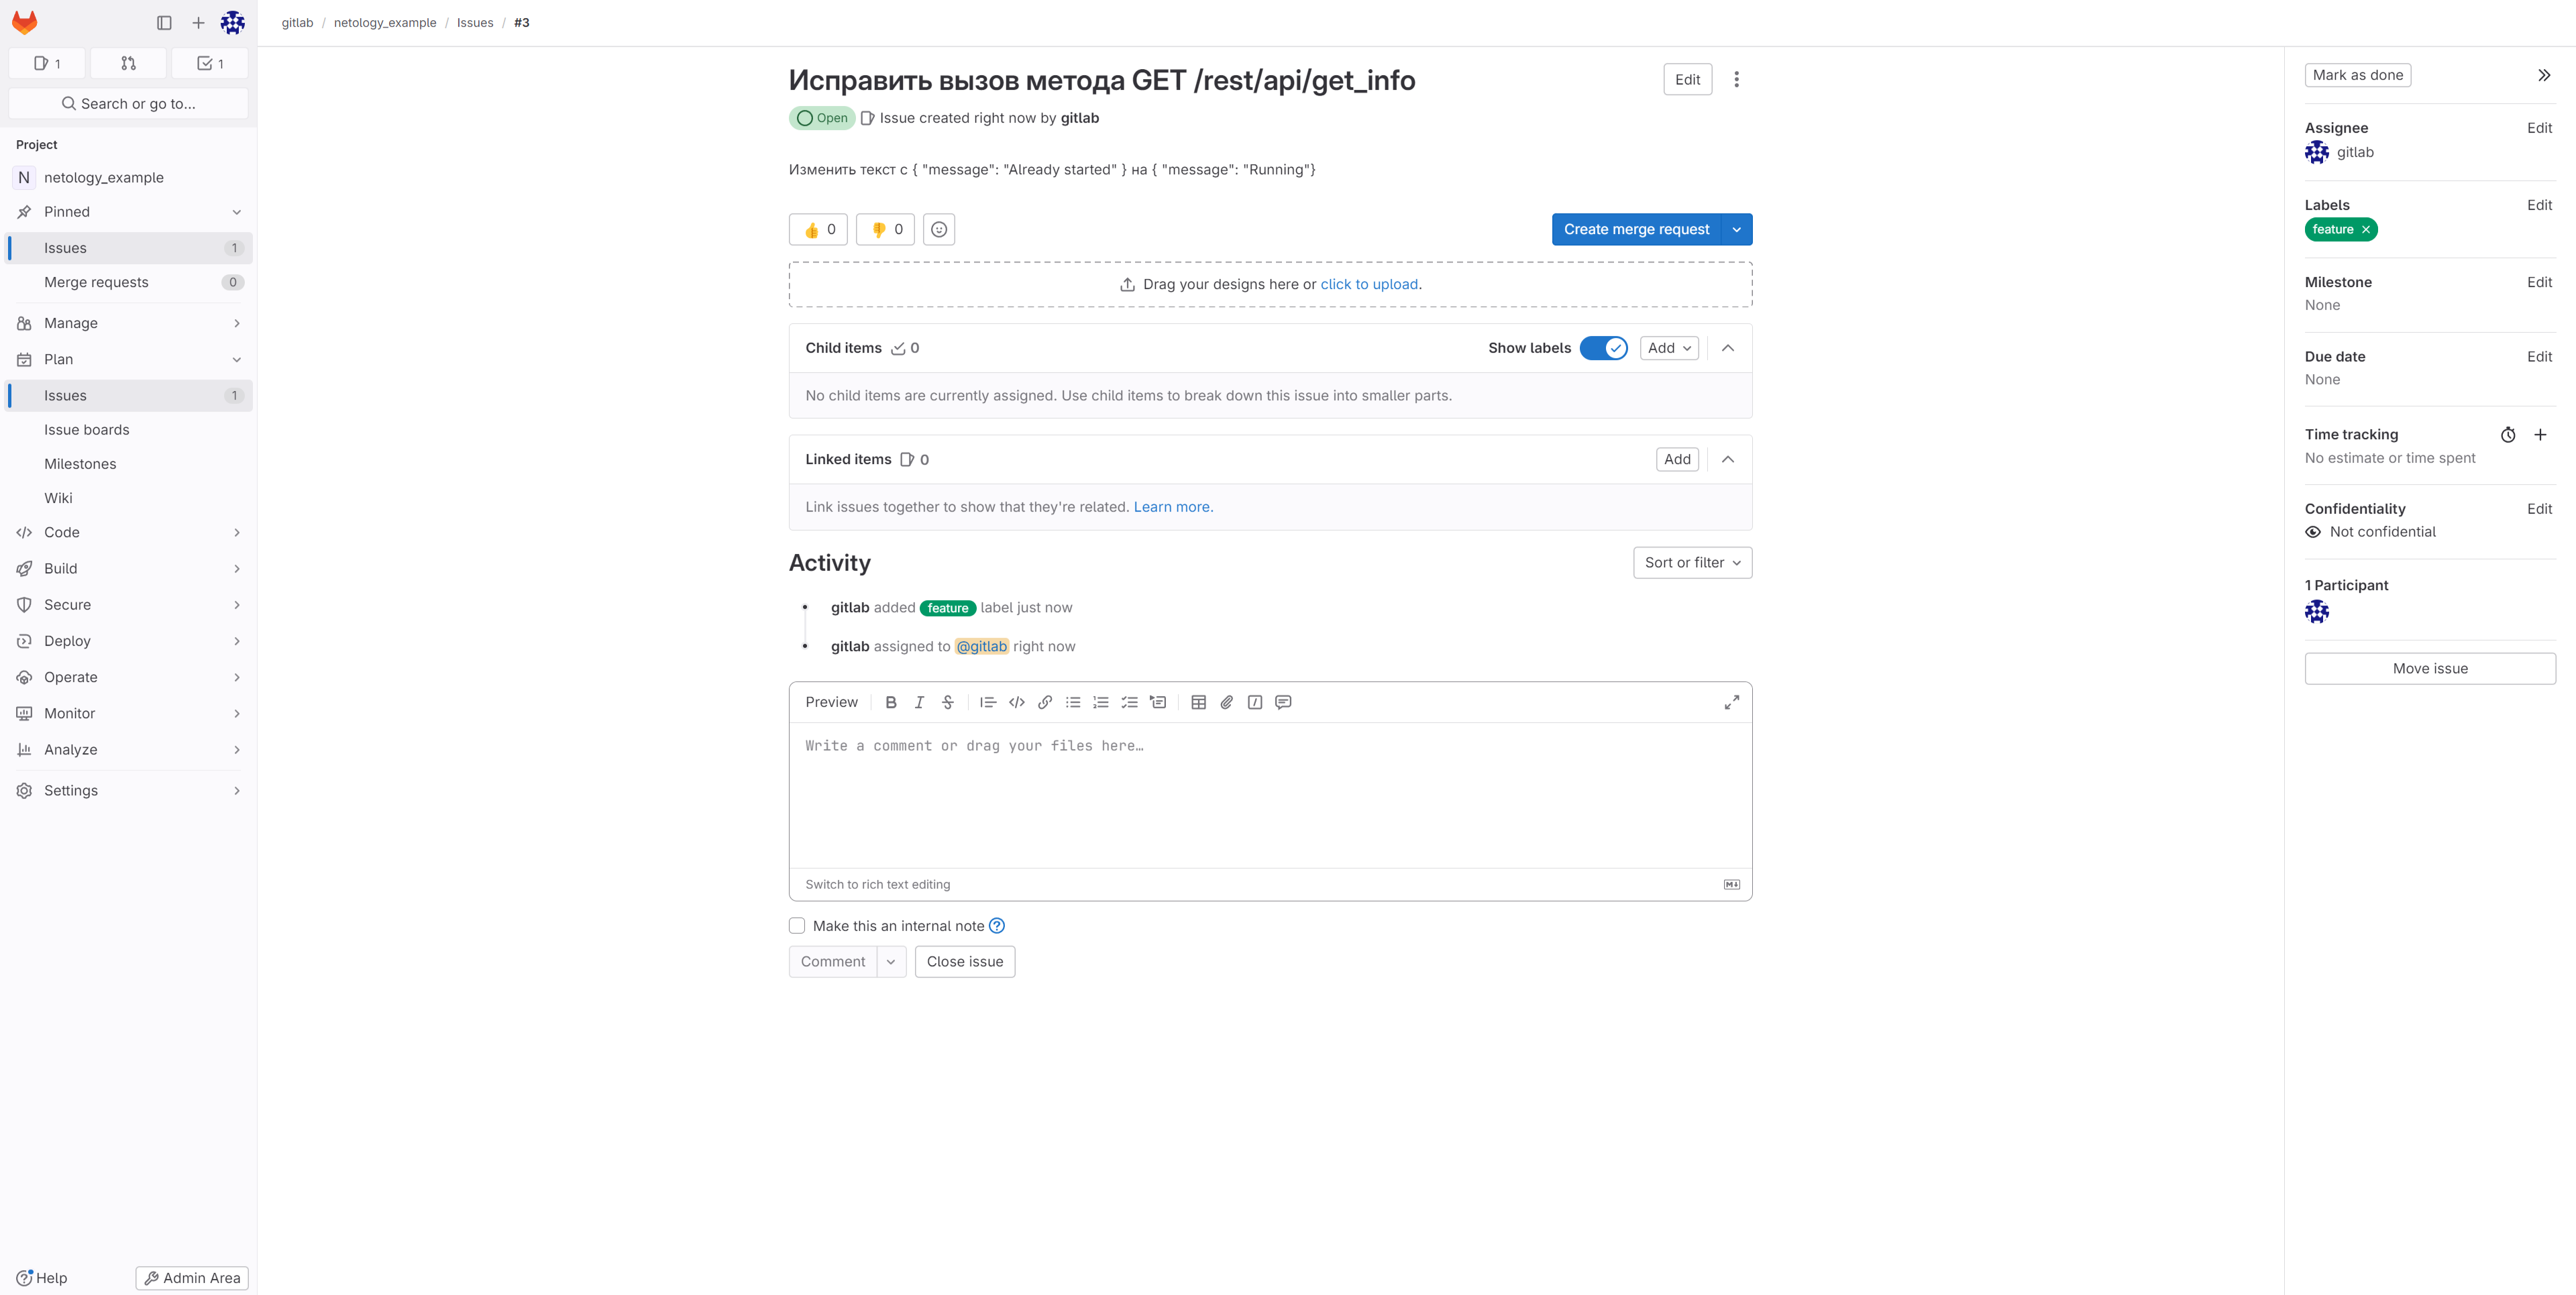 gitlab / netology_example / Issues / #3
1
1
Search or go to...
Project
N netology_example
Pinned
Issues 1
Merge requests 0
Manage
Plan
Issues 1
Issue boards
Milestones
Wiki
Code
Build
Secure
Deploy
Operate
Monitor
Analyze
Settings
Help
Admin Area
Исправить вызов метода GET /rest/api/get_info
Edit
Open Issue created right now by gitlab
Изменить текст с { "message": "Already started" } на { "message": "Running"}
0 0
Create merge request
Drag your designs here or click to upload.
Child items 0
Show labels
Add
No child items are currently assigned. Use child items to break down this issue into smaller parts.
Linked items 0
Add
Link issues together to show that they're related. Learn more.
Activity
Sort or filter
gitlab added feature label just now
gitlab assigned to @gitlab right now
Preview B I S
Write a comment or drag your files here…
Switch to rich text editing
M
Make this an internal note ?
Comment
Close issue
Mark as done
Assignee Edit
gitlab
Labels Edit
feature
Milestone Edit
None
Due date Edit
None
Time tracking
No estimate or time spent
Confidentiality Edit
Not confidential
1 Participant
Move issue